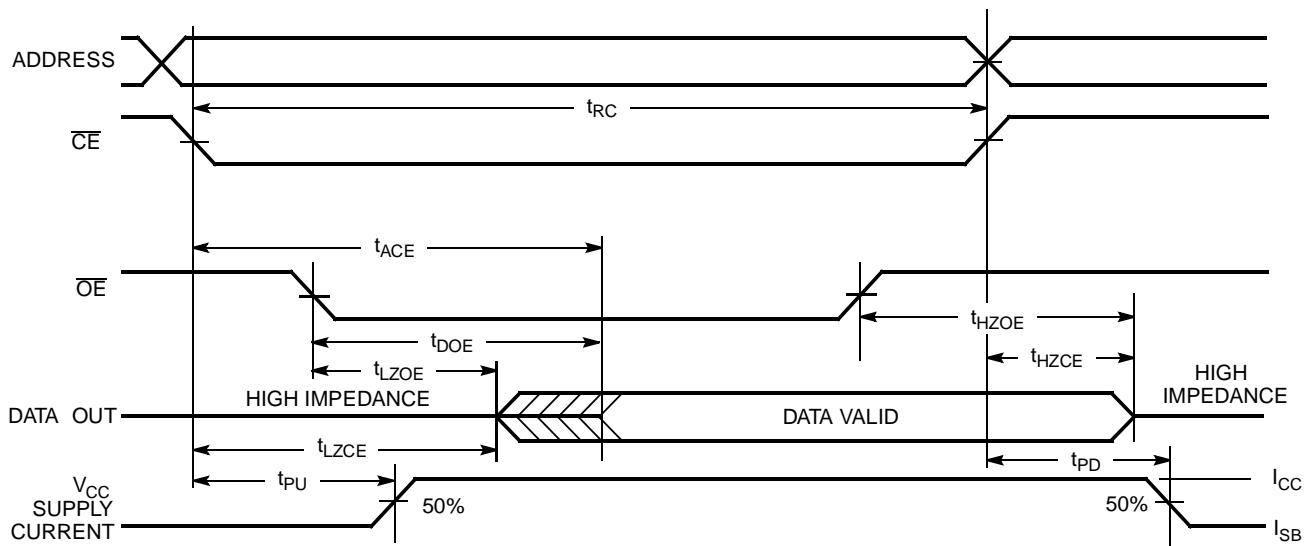 ADDRESS
tRC
CE
tACE
OE
tHZOE
tDOE
tHZCE
tLZOE
HIGH IMPEDANCE
HIGH
IMPEDANCE
DATA OUT
DATA VALID
tLZCE
tPU
tPD
VCC
SUPPLY
CURRENT
50%
50%
ICC
ISB